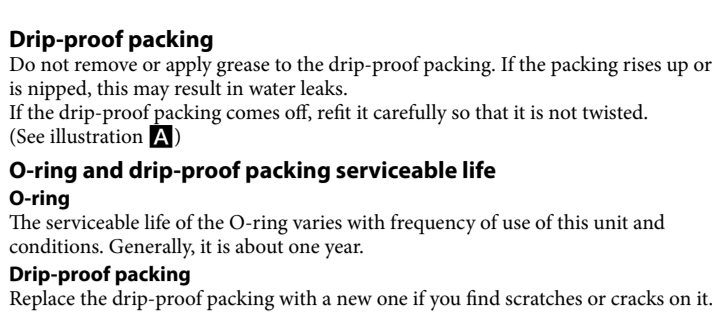 Drip-proof packing
Do not remove or apply grease to the drip-proof packing. If the packing rises up or
is nipped, this may result in water leaks.
If the drip-proof packing comes off, refit it carefully so that it is not twisted.
(See illustration A)
O-ring and drip-proof packing serviceable life
O-ring
The serviceable life of the O-ring varies with frequency of use of this unit and
conditions. Generally, it is about one year.
Drip-proof packing
Replace the drip-proof packing with a new one if you find scratches or cracks on it.